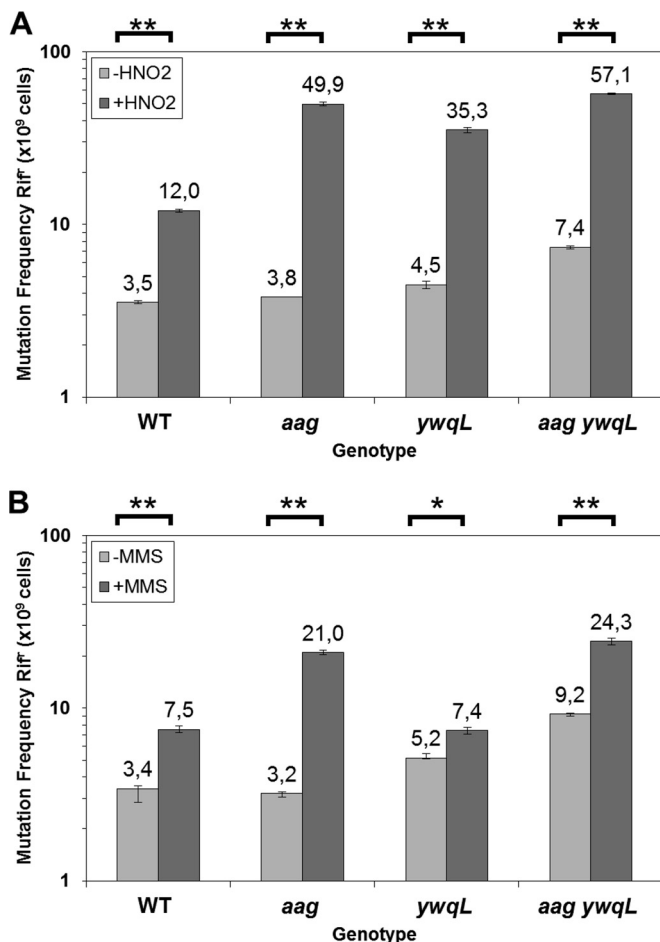 A
** ** ** **
100
-HNO2
+HNO2
49,9
57,1
35,3
12,0
10
7,4
3,5
3,8
4,5
1
Mutation Frequency Rifʳ (x10⁹ cells)
WT aag ywqL aag ywqL
Genotype
B
** ** * **
100
-MMS
+MMS
21,0
24,3
10
7,5
7,4
9,2
3,4
3,2
5,2
1
Mutation Frequency Rifʳ (x10⁹ cells)
WT aag ywqL aag ywqL
Genotype